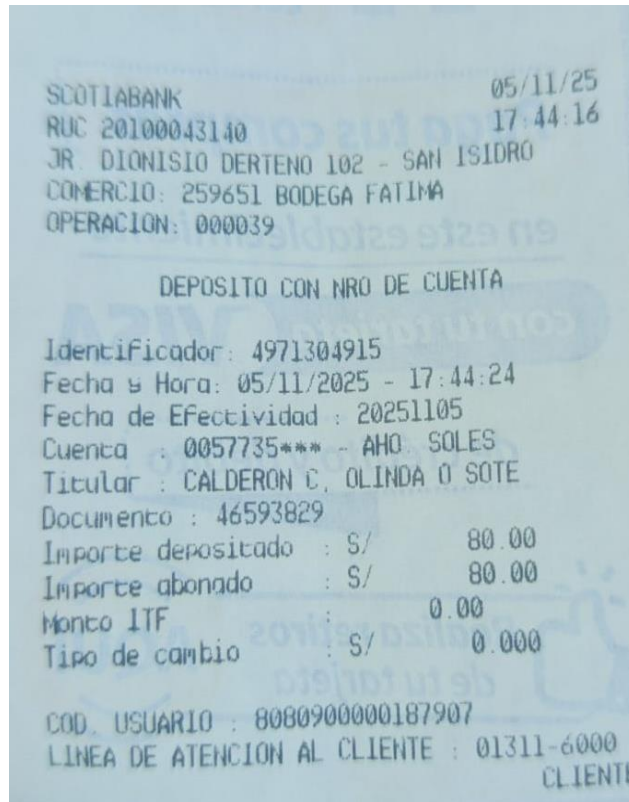 SCOTIABANK 05/11/25
RUC 20100043140 17:44:16
JR. DIONISIO DERTENO 102 - SAN ISIDRO
COMERCIO: 259651 BODEGA FATIMA
OPERACION: 000039
DEPOSITO CON NRO DE CUENTA
Identificador: 4971304915
Fecha y Hora: 05/11/2025 - 17:44:24
Fecha de Efectividad : 20251105
Cuenta : 0057735*** - AHO. SOLES
Titular : CALDERON C, OLINDA O SOTE
Documento : 46593829
Importe depositado : S/ 80.00
Importe abonado : S/ 80.00
Monto ITF : 0.00
Tipo de cambio : S/ 0.000
COD. USUARIO : 8080900000187907
LINEA DE ATENCION AL CLIENTE : 01311-6000
CLIENTE